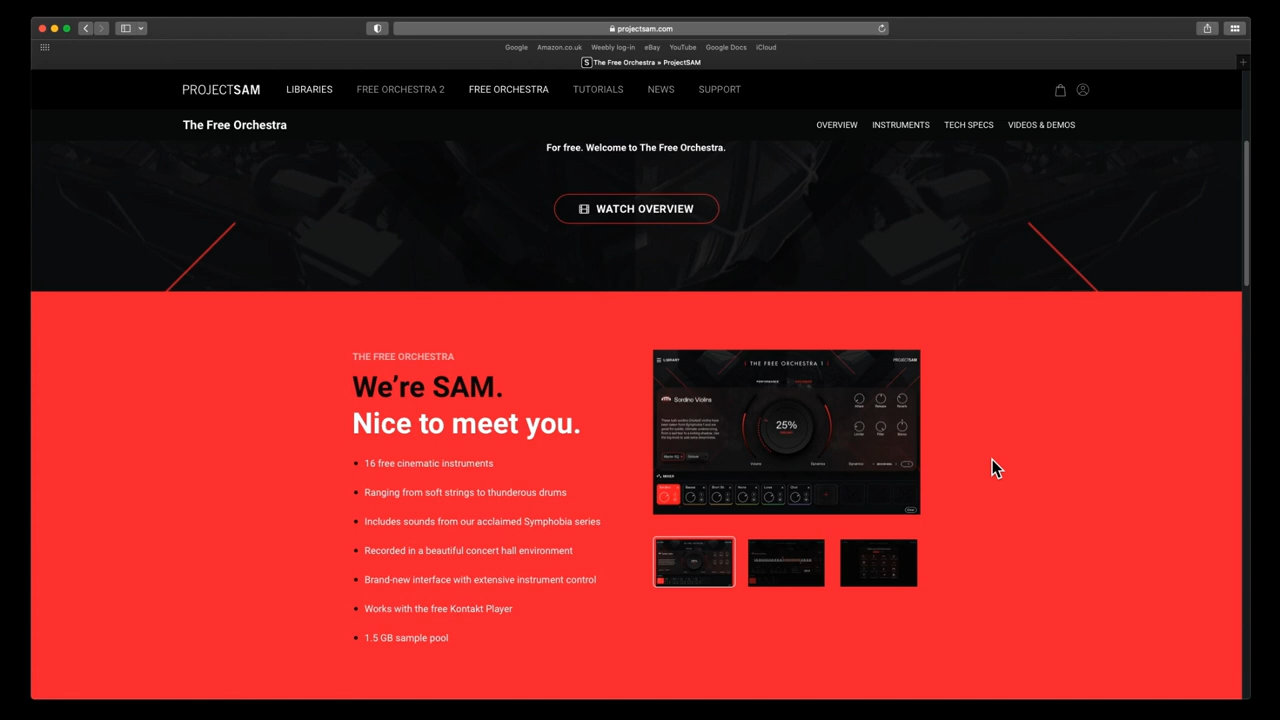 projectsam.com
Google Amazon.co.uk Weebly log-in eBay YouTube Google Docs iCloud
S The Free Orchestra » ProjectSAM
PROJECTSAM LIBRARIES FREE ORCHESTRA 2 FREE ORCHESTRA TUTORIALS NEWS SUPPORT
The Free Orchestra OVERVIEW INSTRUMENTS TECH SPECS VIDEOS & DEMOS
For free. Welcome to The Free Orchestra.
WATCH OVERVIEW
THE FREE ORCHESTRA
We're SAM.
Nice to meet you.
16 free cinematic instruments
Ranging from soft strings to thunderous drums
Includes sounds from our acclaimed Symphobia series
Recorded in a beautiful concert hall environment
Brand-new interface with extensive instrument control
Works with the free Kontakt Player
1.5 GB sample pool
LIBRARY THE FREE ORCHESTRA 1 PROJECTSAM
PERFORMANCE
Sordino Violins
25%
MIXER